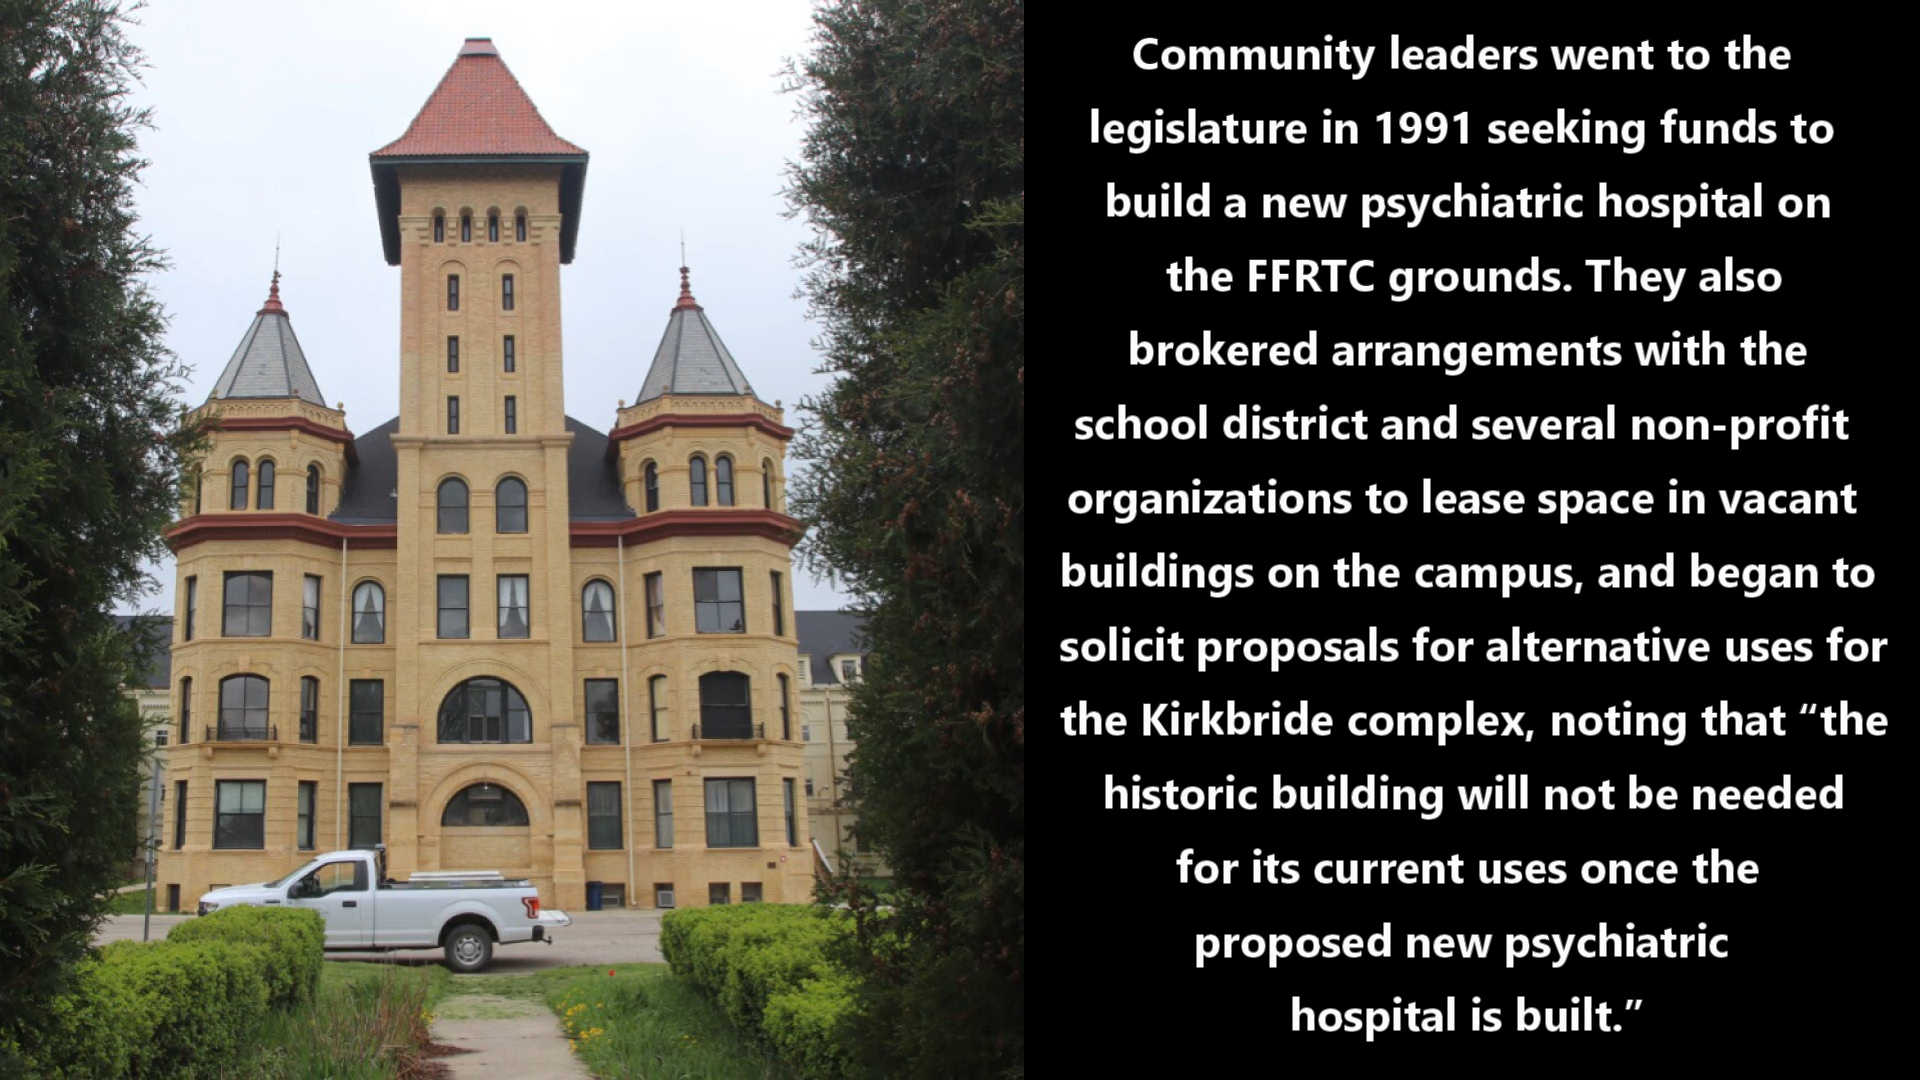 Community leaders went to the
legislature in 1991 seeking funds to
build a new psychiatric hospital on
the FFRTC grounds. They also
brokered arrangements with the
school district and several non-profit
organizations to lease space in vacant
buildings on the campus, and began to
solicit proposals for alternative uses for
the Kirkbride complex, noting that “the
historic building will not be needed
for its current uses once the
proposed new psychiatric
hospital is built.”